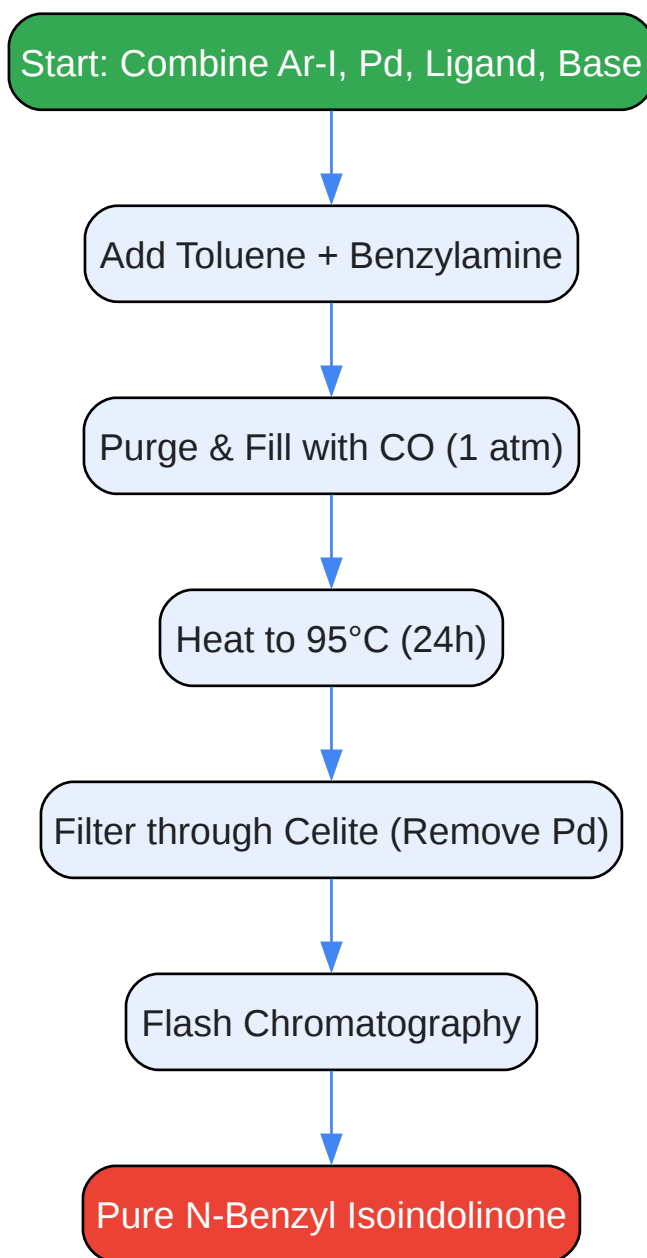 Start: Combine Ar-I, Pd, Ligand, Base
Add Toluene + Benzylamine
Purge & Fill with CO (1 atm)
Heat to 95°C (24h)
Filter through Celite (Remove Pd)
Flash Chromatography
Pure N-Benzyl Isoindolinone